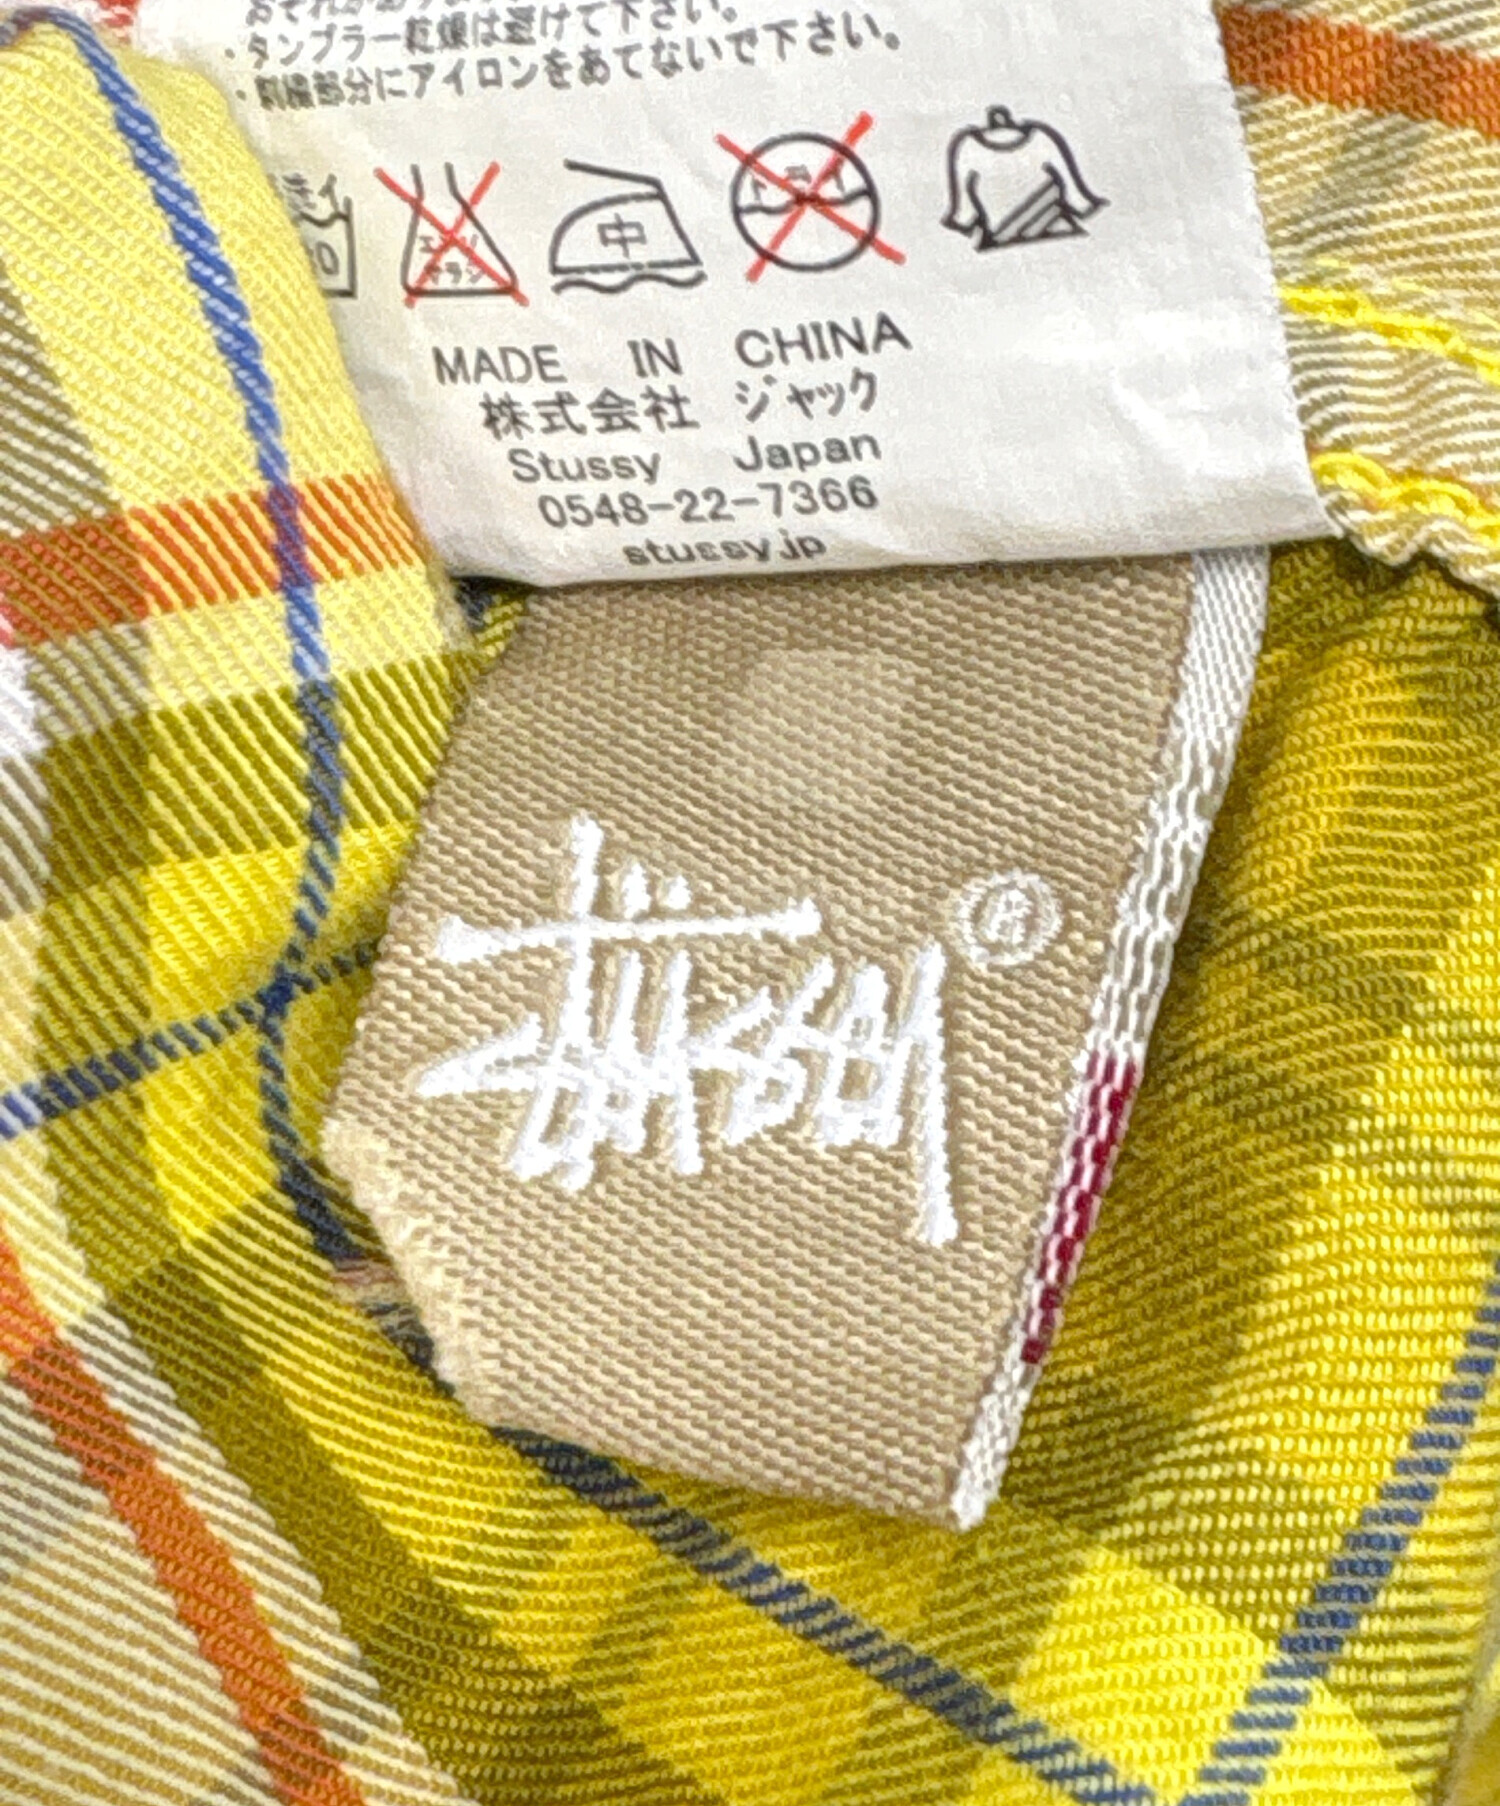 ・タンブラー乾燥は避けて下さい。
・刺繍部分にアイロンをあてないで下さい。
中
MADE IN CHINA
株式会社 ジャック
Stussy Japan
0548-22-7366
stussy.jp
Stüssy ®